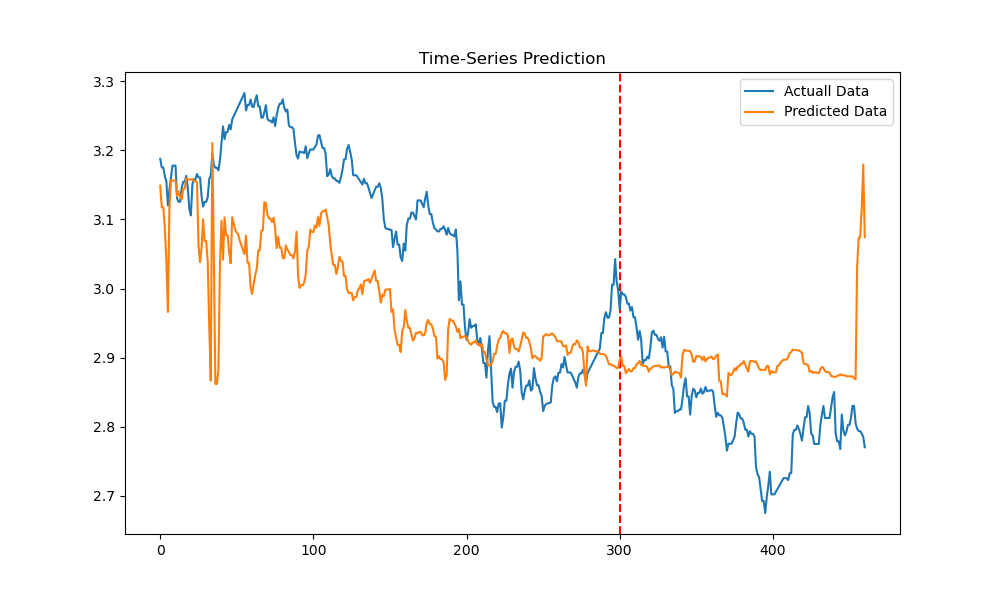 Time-Series Prediction
Actuall Data
Predicted Data
3.3
3.2
3.1
3.0
2.9
2.8
2.7
0 100 200 300 400